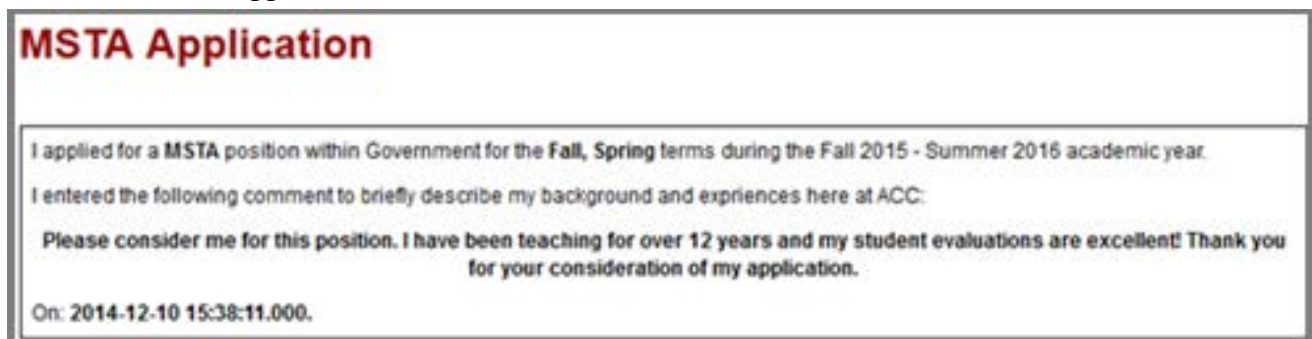 MSTA Application
I applied for a MSTA position within Government for the Fall, Spring terms during the Fall 2015 - Summer 2016 academic year.
I entered the following comment to briefly describe my background and expriences here at ACC:
Please consider me for this position. I have been teaching for over 12 years and my student evaluations are excellent! Thank you
for your consideration of my application.
On: 2014-12-10 15:38:11.000.